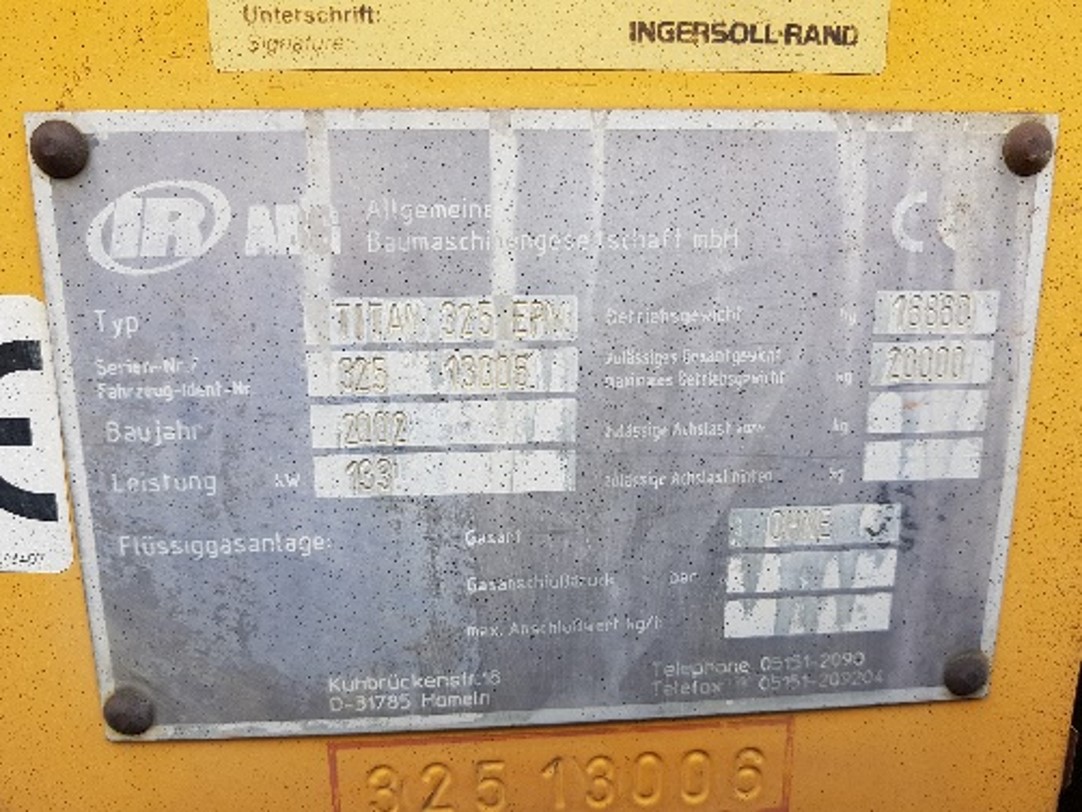 Unterschrift:
Signature:
INGERSOLL-RAND
IR ABG Allgemeine
Baumaschinengesellschaft mbH
CE
Typ TITAN 325 EPM Betriebsgewicht kg
Serien-Nr./
Fahrzeug-Ident-Nr 325
zulässiges Gesamtgewicht
maximales Betriebsgewicht kg 20000
Baujahr 2002 zulässige Achslast vorn kg
Leistung kW 133 zulässige Achslast hinten kg
Flüssiggasanlage: Gasart OHNE
Gasanschlußdruck bar
max. Anschlußwert kg/h
Kuhbrückenstr.18
D-31785 Hameln
Telephone 05151-2090
Telefax 05151-209204
325 13006